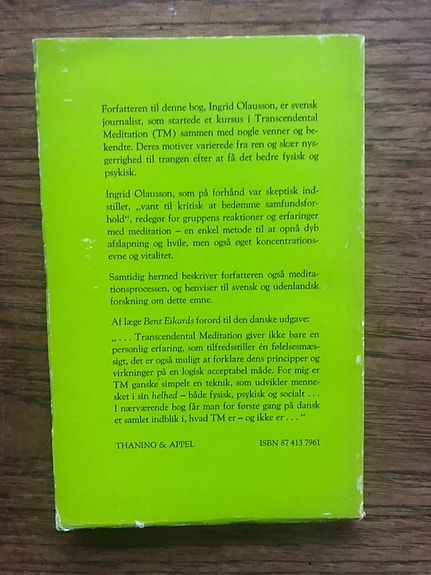 Forfatteren til denne bog, Ingrid Olausson, er svensk
journalist, som startede et kursus i Transcendental
Meditation (TM) sammen med nogle venner og be-
kendte. Deres motiver varierede fra ren og skær nys-
gerrighed til trangen efter at få det bedre fysisk og
psykisk.
Ingrid Olausson, som på forhånd var skeptisk ind-
stillet, „vant til kritisk at bedømme samfundsfor-
hold“, redegør for gruppens reaktioner og erfaringer
med meditation – en enkel metode til at opnå dyb
afslapning og hvile, men også øget koncentrations-
evne og vitalitet.
Samtidig hermed beskriver forfatteren også medita-
tionsprocessen, og henviser til svensk og udenlandsk
forskning om dette emne.
Af læge Bent Eikards forord til den danske udgave:
„. . . Transcendental Meditation giver ikke bare en
personlig erfaring, som tilfredsstiller én følelsesmæs-
sigt, det er også muligt at forklare dens principper og
virkninger på en logisk acceptabel måde. For mig er
TM ganske simpelt en teknik, som udvikler menne-
sket i sin helhed – både fysisk, psykisk og socialt . . .
I nærværende bog får man for første gang på dansk
et samlet indblik i, hvad TM er – og ikke er . . . “
THANING & APPEL ISBN 87 413 7961